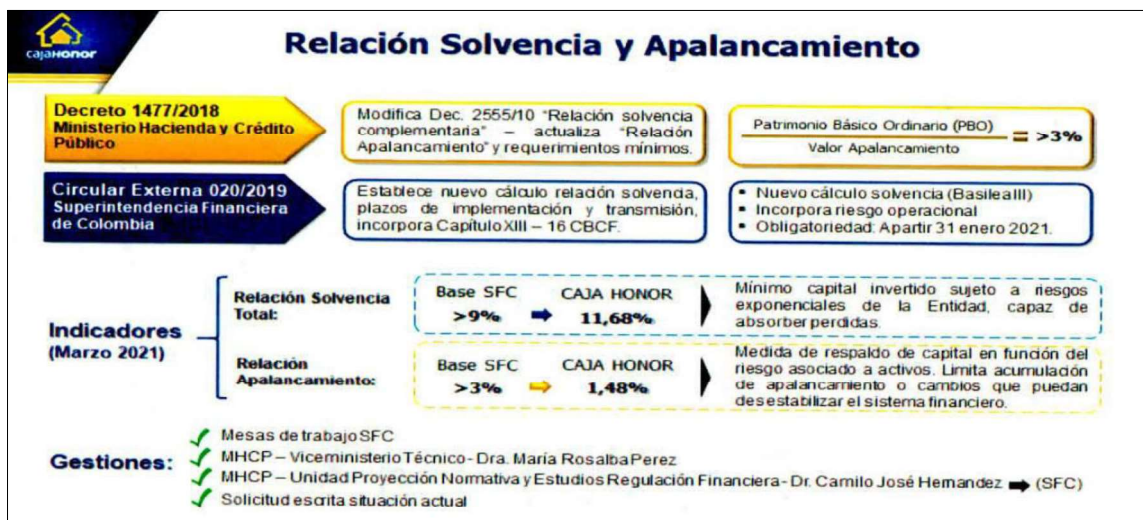 cajaHonor
Relación Solvencia y Apalancamiento
Decreto 1477/2018
Ministerio Hacienda y Crédito
Público
Modifica Dec. 2555/10 "Relación solvencia
complementaria" – actualiza "Relación
Apalancamiento" y requerimientos mínimos.
Patrimonio Básico Ordinario (PBO)
Valor Apalancamiento
= >3%
Circular Externa 020/2019
Superintendencia Financiera
de Colombia
Establece nuevo cálculo relación solvencia,
plazos de implementación y transmisión,
incorpora Capítulo XIII – 16 CBCF.
• Nuevo cálculo solvencia (Basilea III)
• Incorpora riesgo operacional
• Obligatoriedad: Apartir 31 enero 2021.
Indicadores
(Marzo 2021)
Relación Solvencia
Total:
Base SFC
>9%
CAJA HONOR
11,68%
Mínimo capital invertido sujeto a riesgos
exponenciales de la Entidad, capaz de
absorber perdidas.
Relación
Apalancamiento:
Base SFC
>3%
CAJA HONOR
1,48%
Medida de respaldo de capital en función del
riesgo asociado a activos. Limita acumulación
de apalancamiento o cambios que puedan
desestabilizar el sistema financiero.
Gestiones:
✓ Mesas de trabajo SFC
✓ MHCP – Viceministerio Técnico - Dra. María Rosalba Perez
✓ MHCP – Unidad Proyección Normativa y Estudios Regulación Financiera - Dr. Camilo José Hernandez ➡ (SFC)
✓ Solicitud escrita situación actual